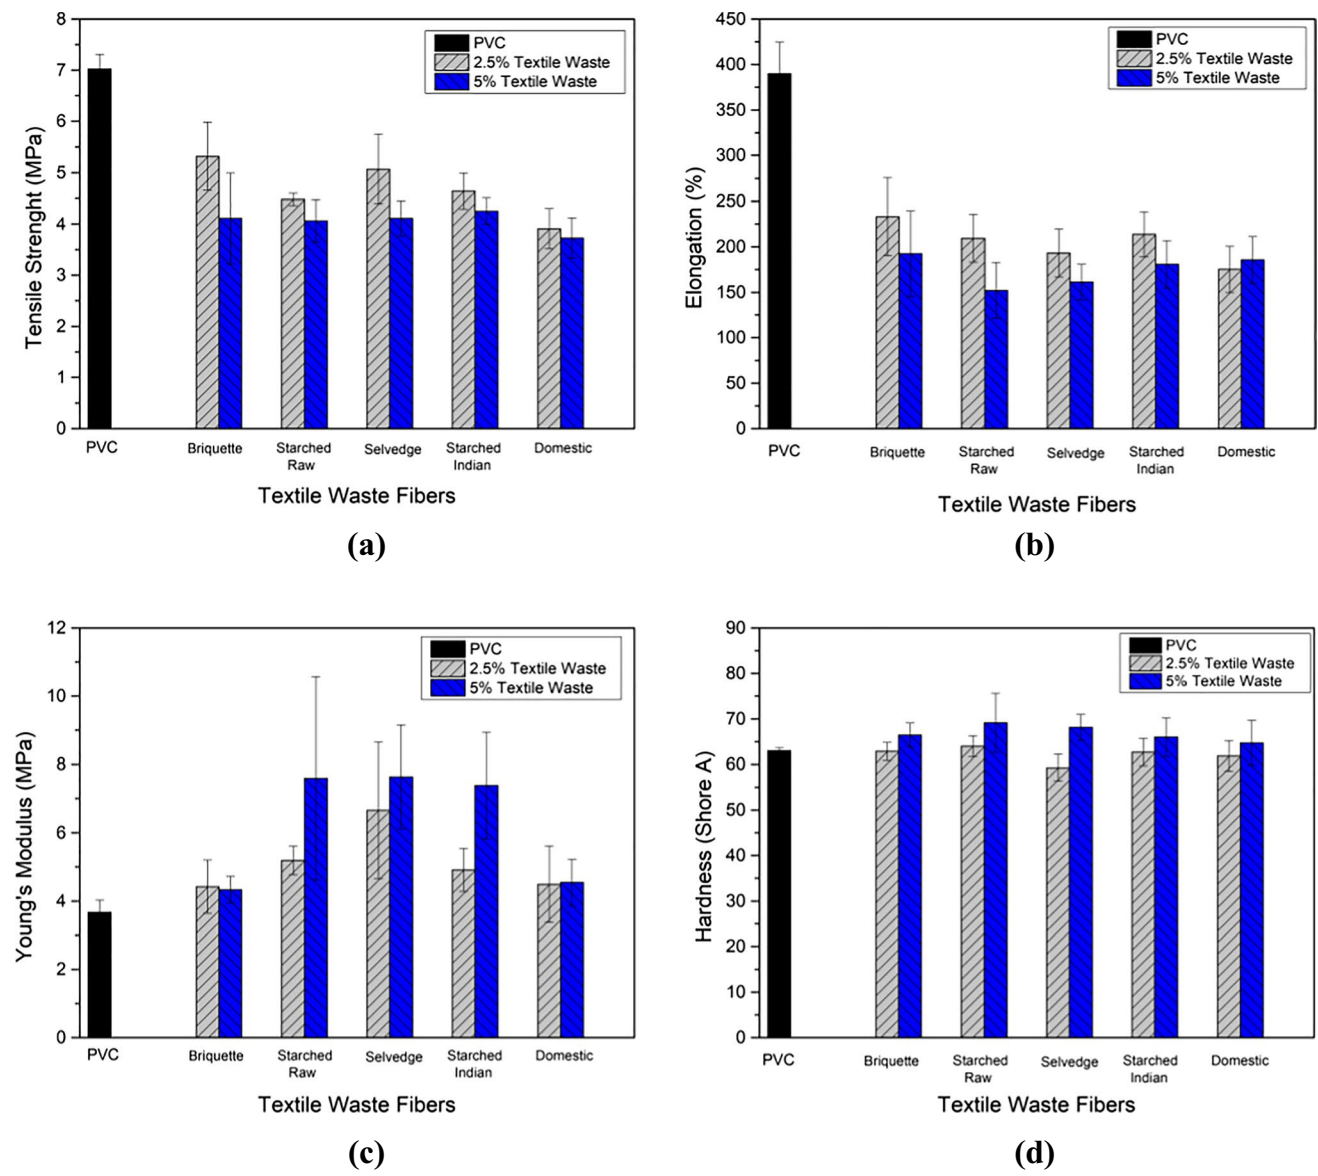 8
7
6
5
4
3
2
1
0
Tensile Strenght (MPa)
PVC
2.5% Textile Waste
5% Textile Waste
PVC
Briquette
Starched
Raw
Selvedge
Starched
Indian
Domestic
Textile Waste Fibers
(a)
450
400
350
300
250
200
150
100
50
0
Elongation (%)
PVC
2.5% Textile Waste
5% Textile Waste
PVC
Briquette
Starched
Raw
Selvedge
Starched
Indian
Domestic
Textile Waste Fibers
(b)
12
10
8
6
4
2
0
Young's Modulus (MPa)
PVC
2.5% Textile Waste
5% Textile Waste
PVC
Briquette
Starched
Raw
Selvedge
Starched
Indian
Domestic
Textile Waste Fibers
(c)
90
80
70
60
50
40
30
20
10
0
Hardness (Shore A)
PVC
2.5% Textile Waste
5% Textile Waste
PVC
Briquette
Starched
Raw
Selvedge
Starched
Indian
Domestic
Textile Waste Fibers
(d)